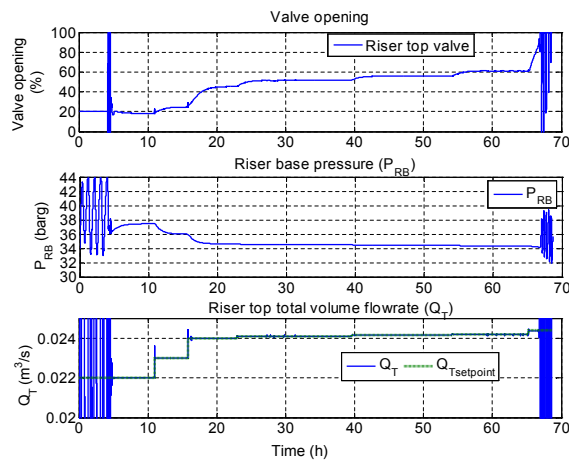 Valve opening
100
80
60
40
20
0
Valve opening
(%)
Riser top valve
0 10 20 30 40 50 60 70
Riser base pressure (P_RB)
44
42
40
38
36
34
32
30
P_RB (barg)
P_RB
0 10 20 30 40 50 60 70
Riser top total volume flowrate (Q_T)
0.024
0.022
0.02
Q_T (m³/s)
Q_T Q_Tsetpoint
0 10 20 30 40 50 60 70
Time (h)